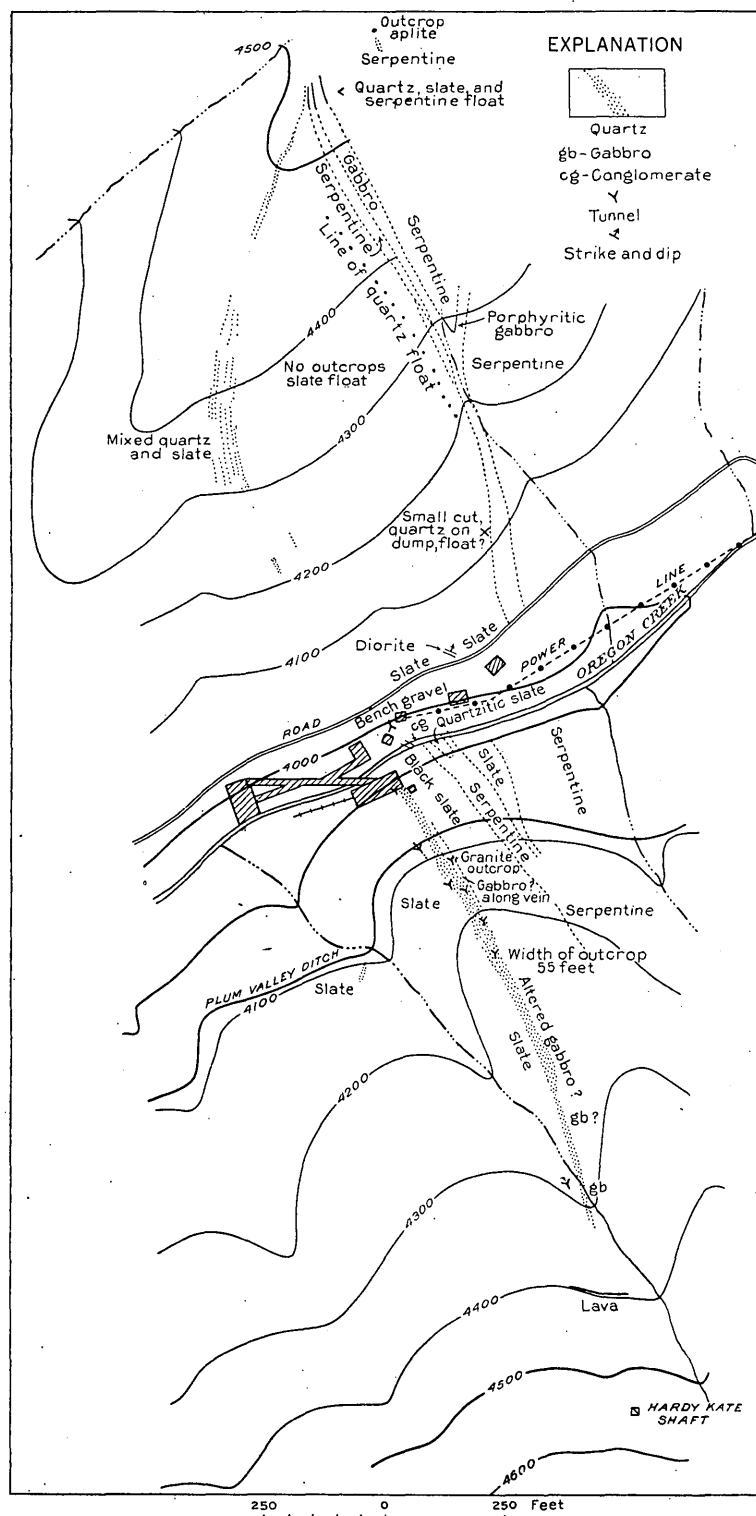 4500
Outcrop
aplite
Serpentine
Quartz, slate, and
serpentine float
EXPLANATION
Quartz
gb-Gabbro
cg-Conglomerate
Tunnel
Strike and dip
Gabbro
Serpentine
Serpentine
Line of quartz float
4400
Porphyritic
gabbro
Serpentine
No outcrops
slate float
4300
Mixed quartz
and slate
Small cut,
quartz on
dump, float?
4200
4100
Diorite
Slate
Slate
POWER
LINE
OREGON CREEK
ROAD
Bench gravel
cg
Quartzitic slate
4000
Black slate
Slate
Serpentine
Serpentine
Granite
outcrop
Gabbro?
along vein
Slate
Serpentine
Width of outcrop
55 feet
PLUM VALLEY DITCH
4100
Slate
Altered gabbro?
Slate
4200
gb?
gb
4300
4400
Lava
4500
HARDY KATE
SHAFT
4600
250 0 250 Feet